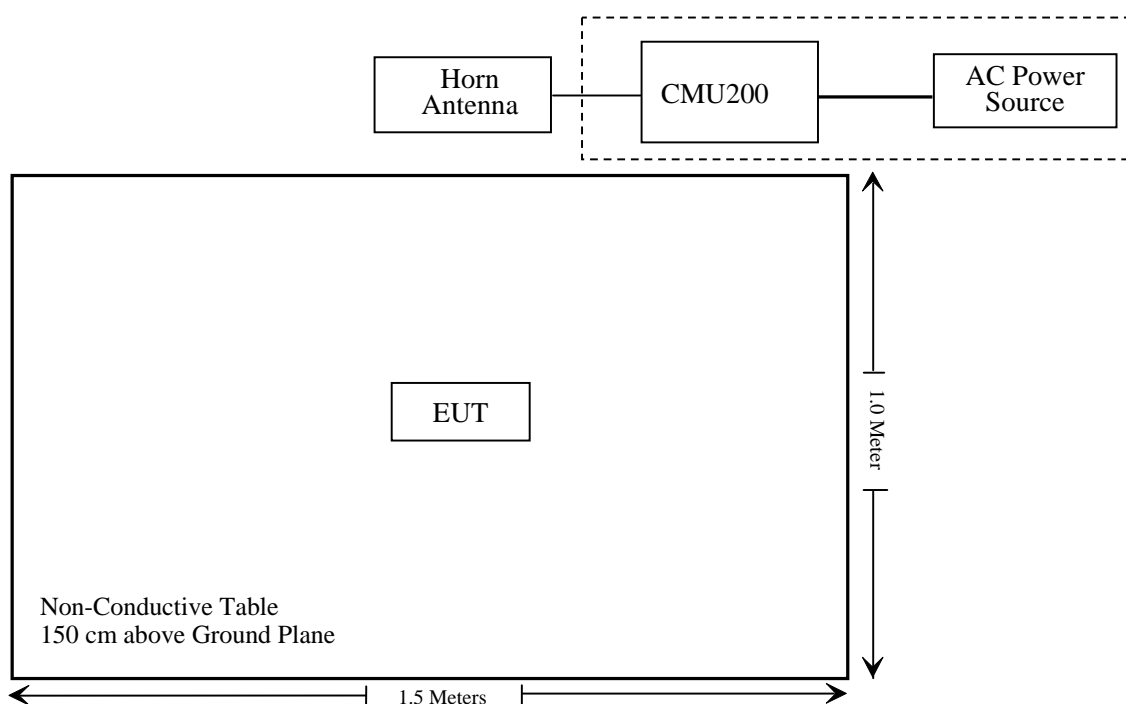 Horn
Antenna
CMU200
AC Power
Source
EUT
1.0 Meter
Non-Conductive Table
150 cm above Ground Plane
1.5 Meters